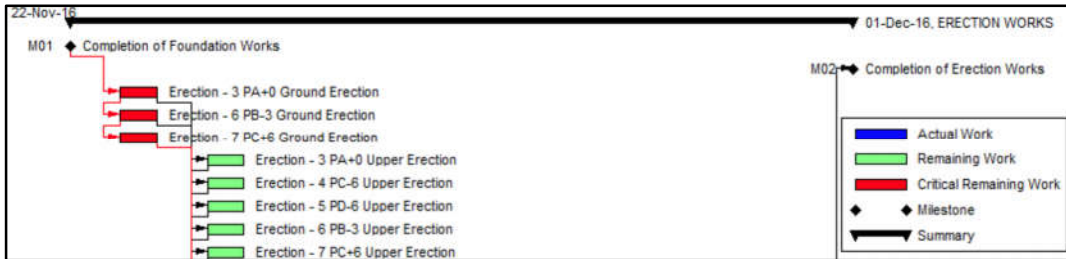 22-Nov-16
01-Dec-16, ERECTION WORKS
M01 Completion of Foundation Works
M02 Completion of Erection Works
Erection - 3 PA+0 Ground Erection
Erection - 6 PB-3 Ground Erection
Erection - 7 PC+6 Ground Erection
Erection - 3 PA+0 Upper Erection
Erection - 4 PC-6 Upper Erection
Erection - 5 PD-6 Upper Erection
Erection - 6 PB-3 Upper Erection
Erection - 7 PC+6 Upper Erection
Actual Work
Remaining Work
Critical Remaining Work
Milestone
Summary